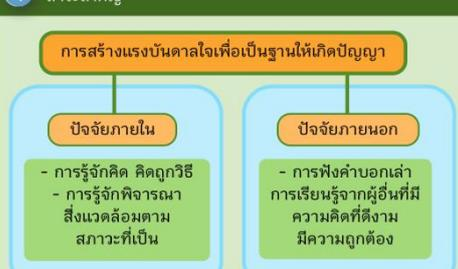 การสร้างแรงบันดาลใจเพื่อเป็นฐานให้เกิดปัญญา
ปัจจัยภายใน
- การรู้จักคิด คิดถูกวิธี
- การรู้จักพิจารณา
สิ่งแวดล้อมตาม
สภาวะที่เป็น
ปัจจัยภายนอก
- การฟังคำบอกเล่า
การเรียนรู้จากผู้อื่นที่มี
ความคิดที่ดีงาม
มีความถูกต้อง